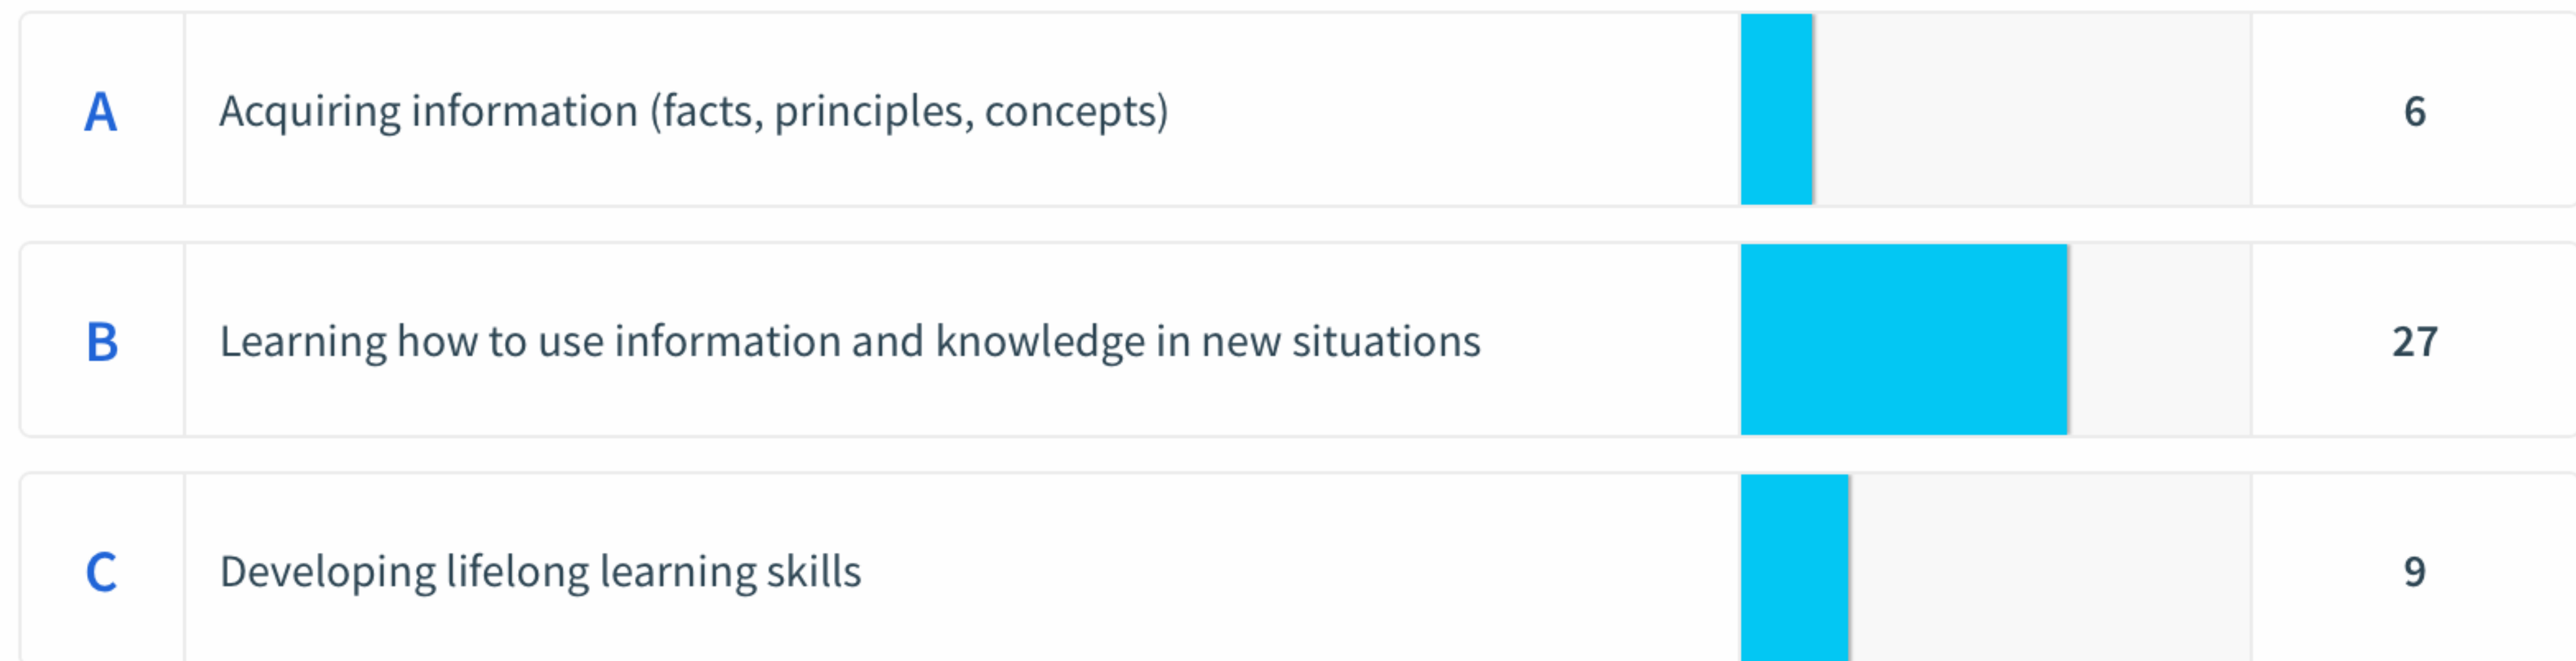 A Acquiring information (facts, principles, concepts) 6
B Learning how to use information and knowledge in new situations 27
C Developing lifelong learning skills 9